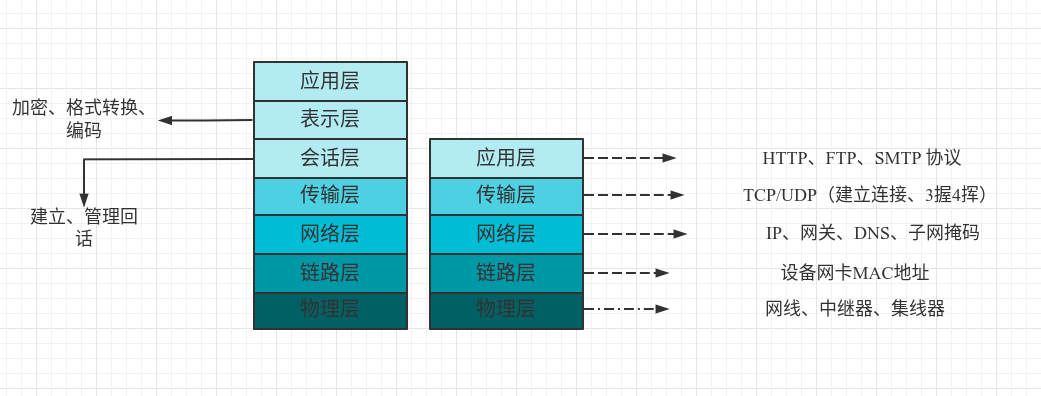 应用层
加密、格式转换、
编码
表示层
会话层
建立、管理回
话
传输层
网络层
链路层
物理层
应用层
HTTP、FTP、SMTP 协议
传输层
TCP/UDP（建立连接、3握4挥）
网络层
IP、网关、DNS、子网掩码
链路层
设备网卡MAC地址
物理层
网线、中继器、集线器